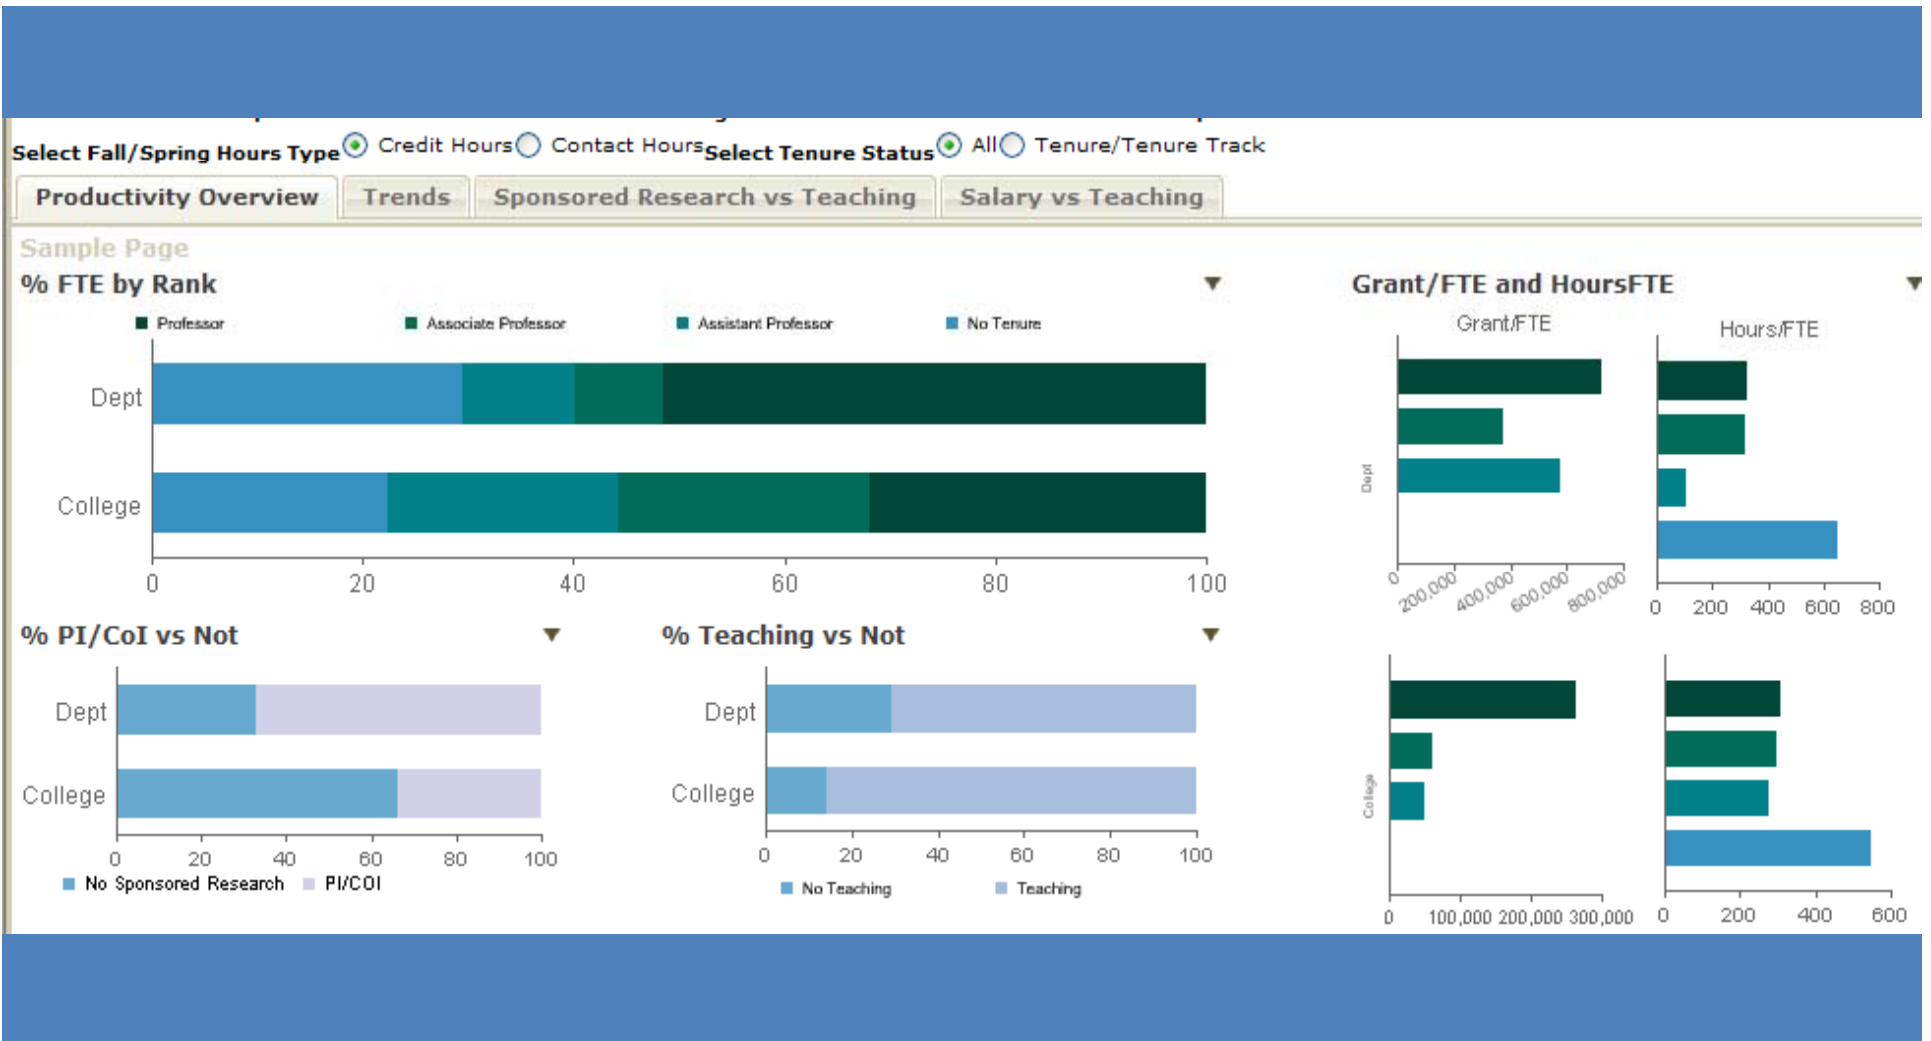 Select Fall/Spring Hours Type Credit Hours Contact Hours Select Tenure Status All Tenure/Tenure Track
Productivity Overview Trends Sponsored Research vs Teaching Salary vs Teaching
Sample Page
% FTE by Rank
Professor Associate Professor Assistant Professor No Tenure
Dept
College
0 20 40 60 80 100
Grant/FTE and HoursFTE
Grant/FTE Hours/FTE
Dept
0 200,000 400,000 600,000 800,000
0 200 400 600 800
% PI/CoI vs Not
Dept
College
0 20 40 60 80 100
No Sponsored Research PI/COI
% Teaching vs Not
Dept
College
0 20 40 60 80 100
No Teaching Teaching
College
0 100,000 200,000 300,000
0 200 400 600